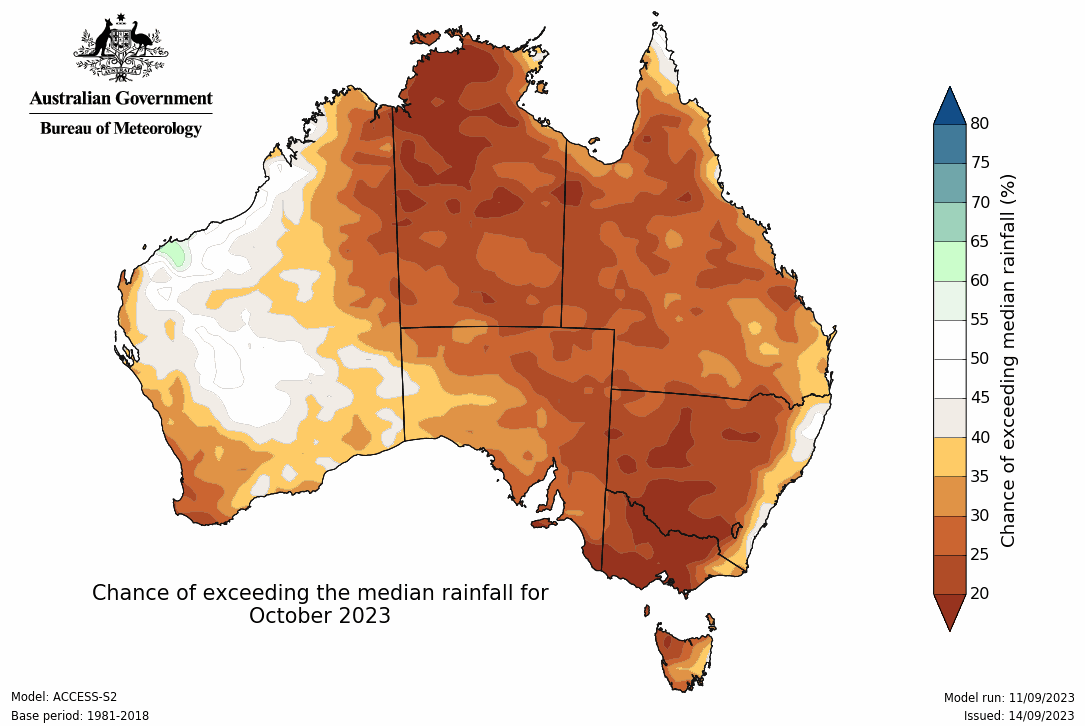 AUSTRALIA
Australian Government
Bureau of Meteorology
80
75
70
65
60
55
50
45
40
35
30
25
20
Chance of exceeding median rainfall (%)
Chance of exceeding the median rainfall for
October 2023
Model: ACCESS-S2
Base period: 1981-2018
Model run: 11/09/2023
Issued: 14/09/2023